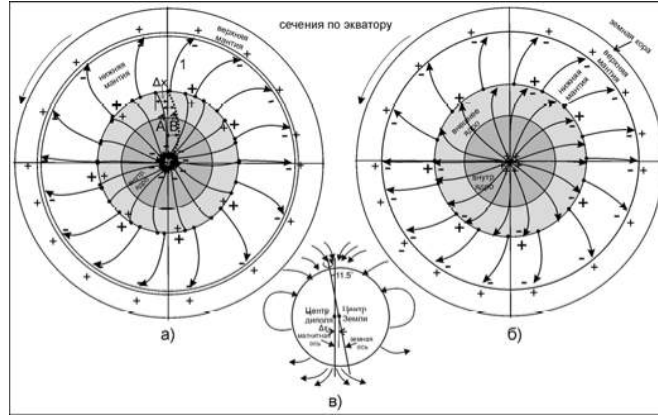 сечения по экватору
верхняя
мантия
нижняя
мантия
Δx
1
А
В
а)
земная кора
верхняя
мантия
нижняя
мантия
внешнее
ядро
внутр
ядро
б)
11.5°
Центр
диполя
Центр
Земли
Δx
магнитная
ось
земная
ось
в)